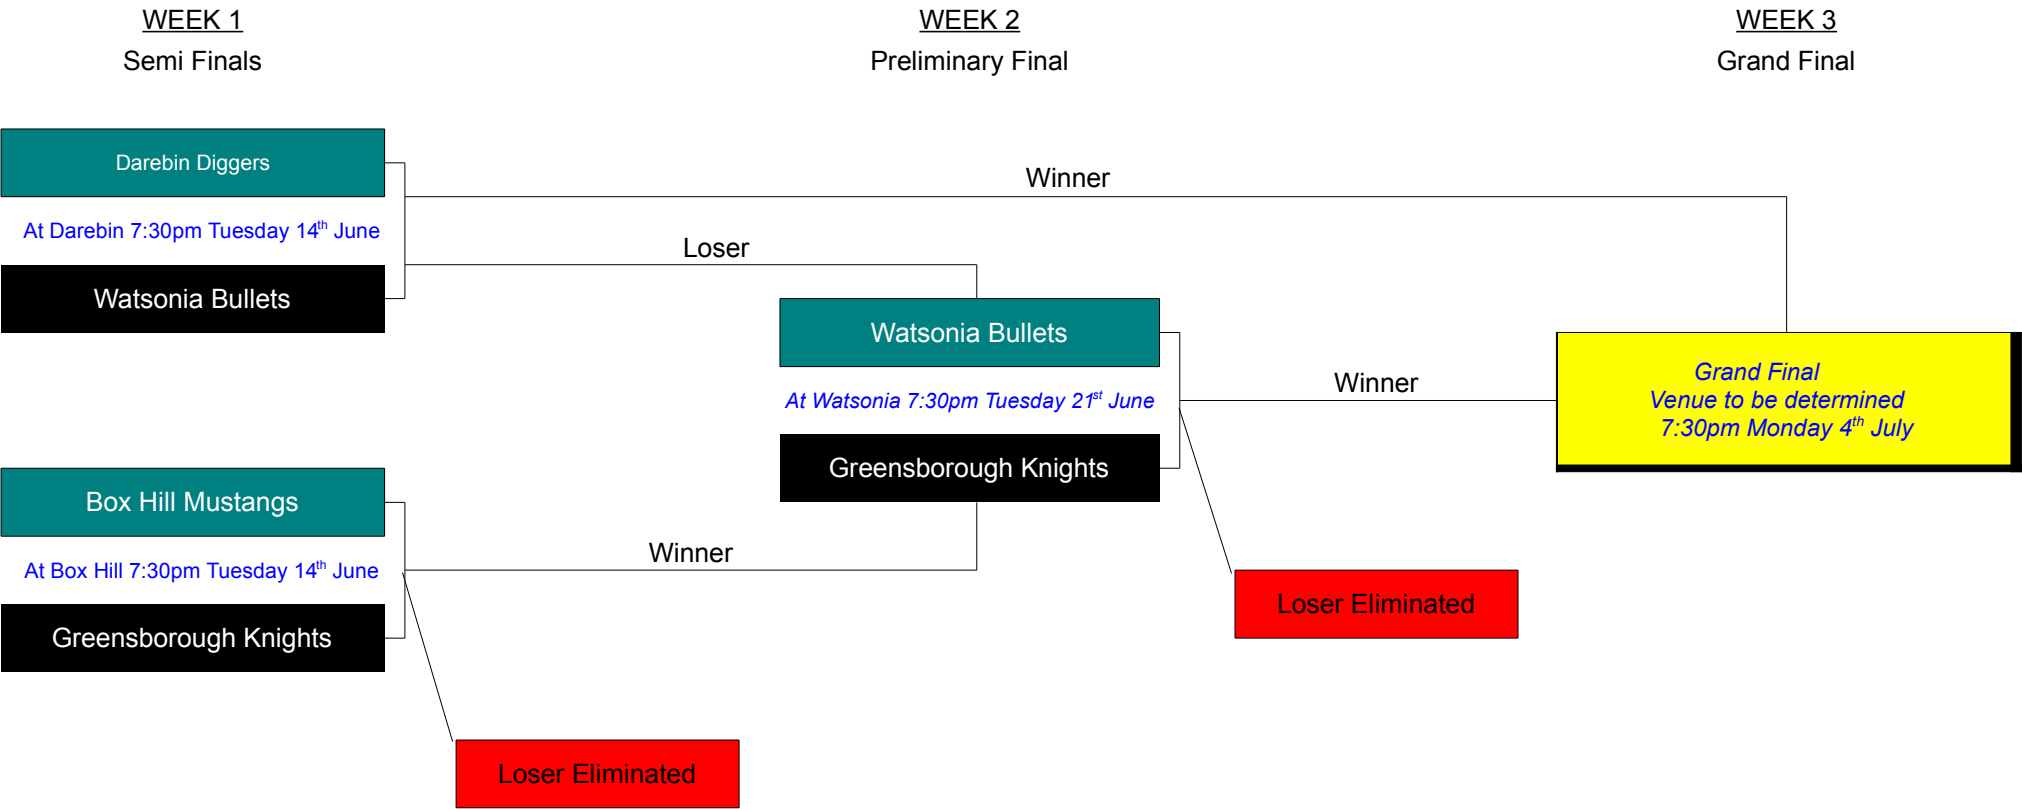 WEEK 1
Semi Finals
WEEK 2
Preliminary Final
WEEK 3
Grand Final
Darebin Diggers
At Darebin 7:30pm Tuesday 14th June
Watsonia Bullets
Winner
Loser
Watsonia Bullets
At Watsonia 7:30pm Tuesday 21st June
Greensborough Knights
Winner
Grand Final
Venue to be determined
7:30pm Monday 4th July
Box Hill Mustangs
At Box Hill 7:30pm Tuesday 14th June
Greensborough Knights
Winner
Loser Eliminated
Loser Eliminated